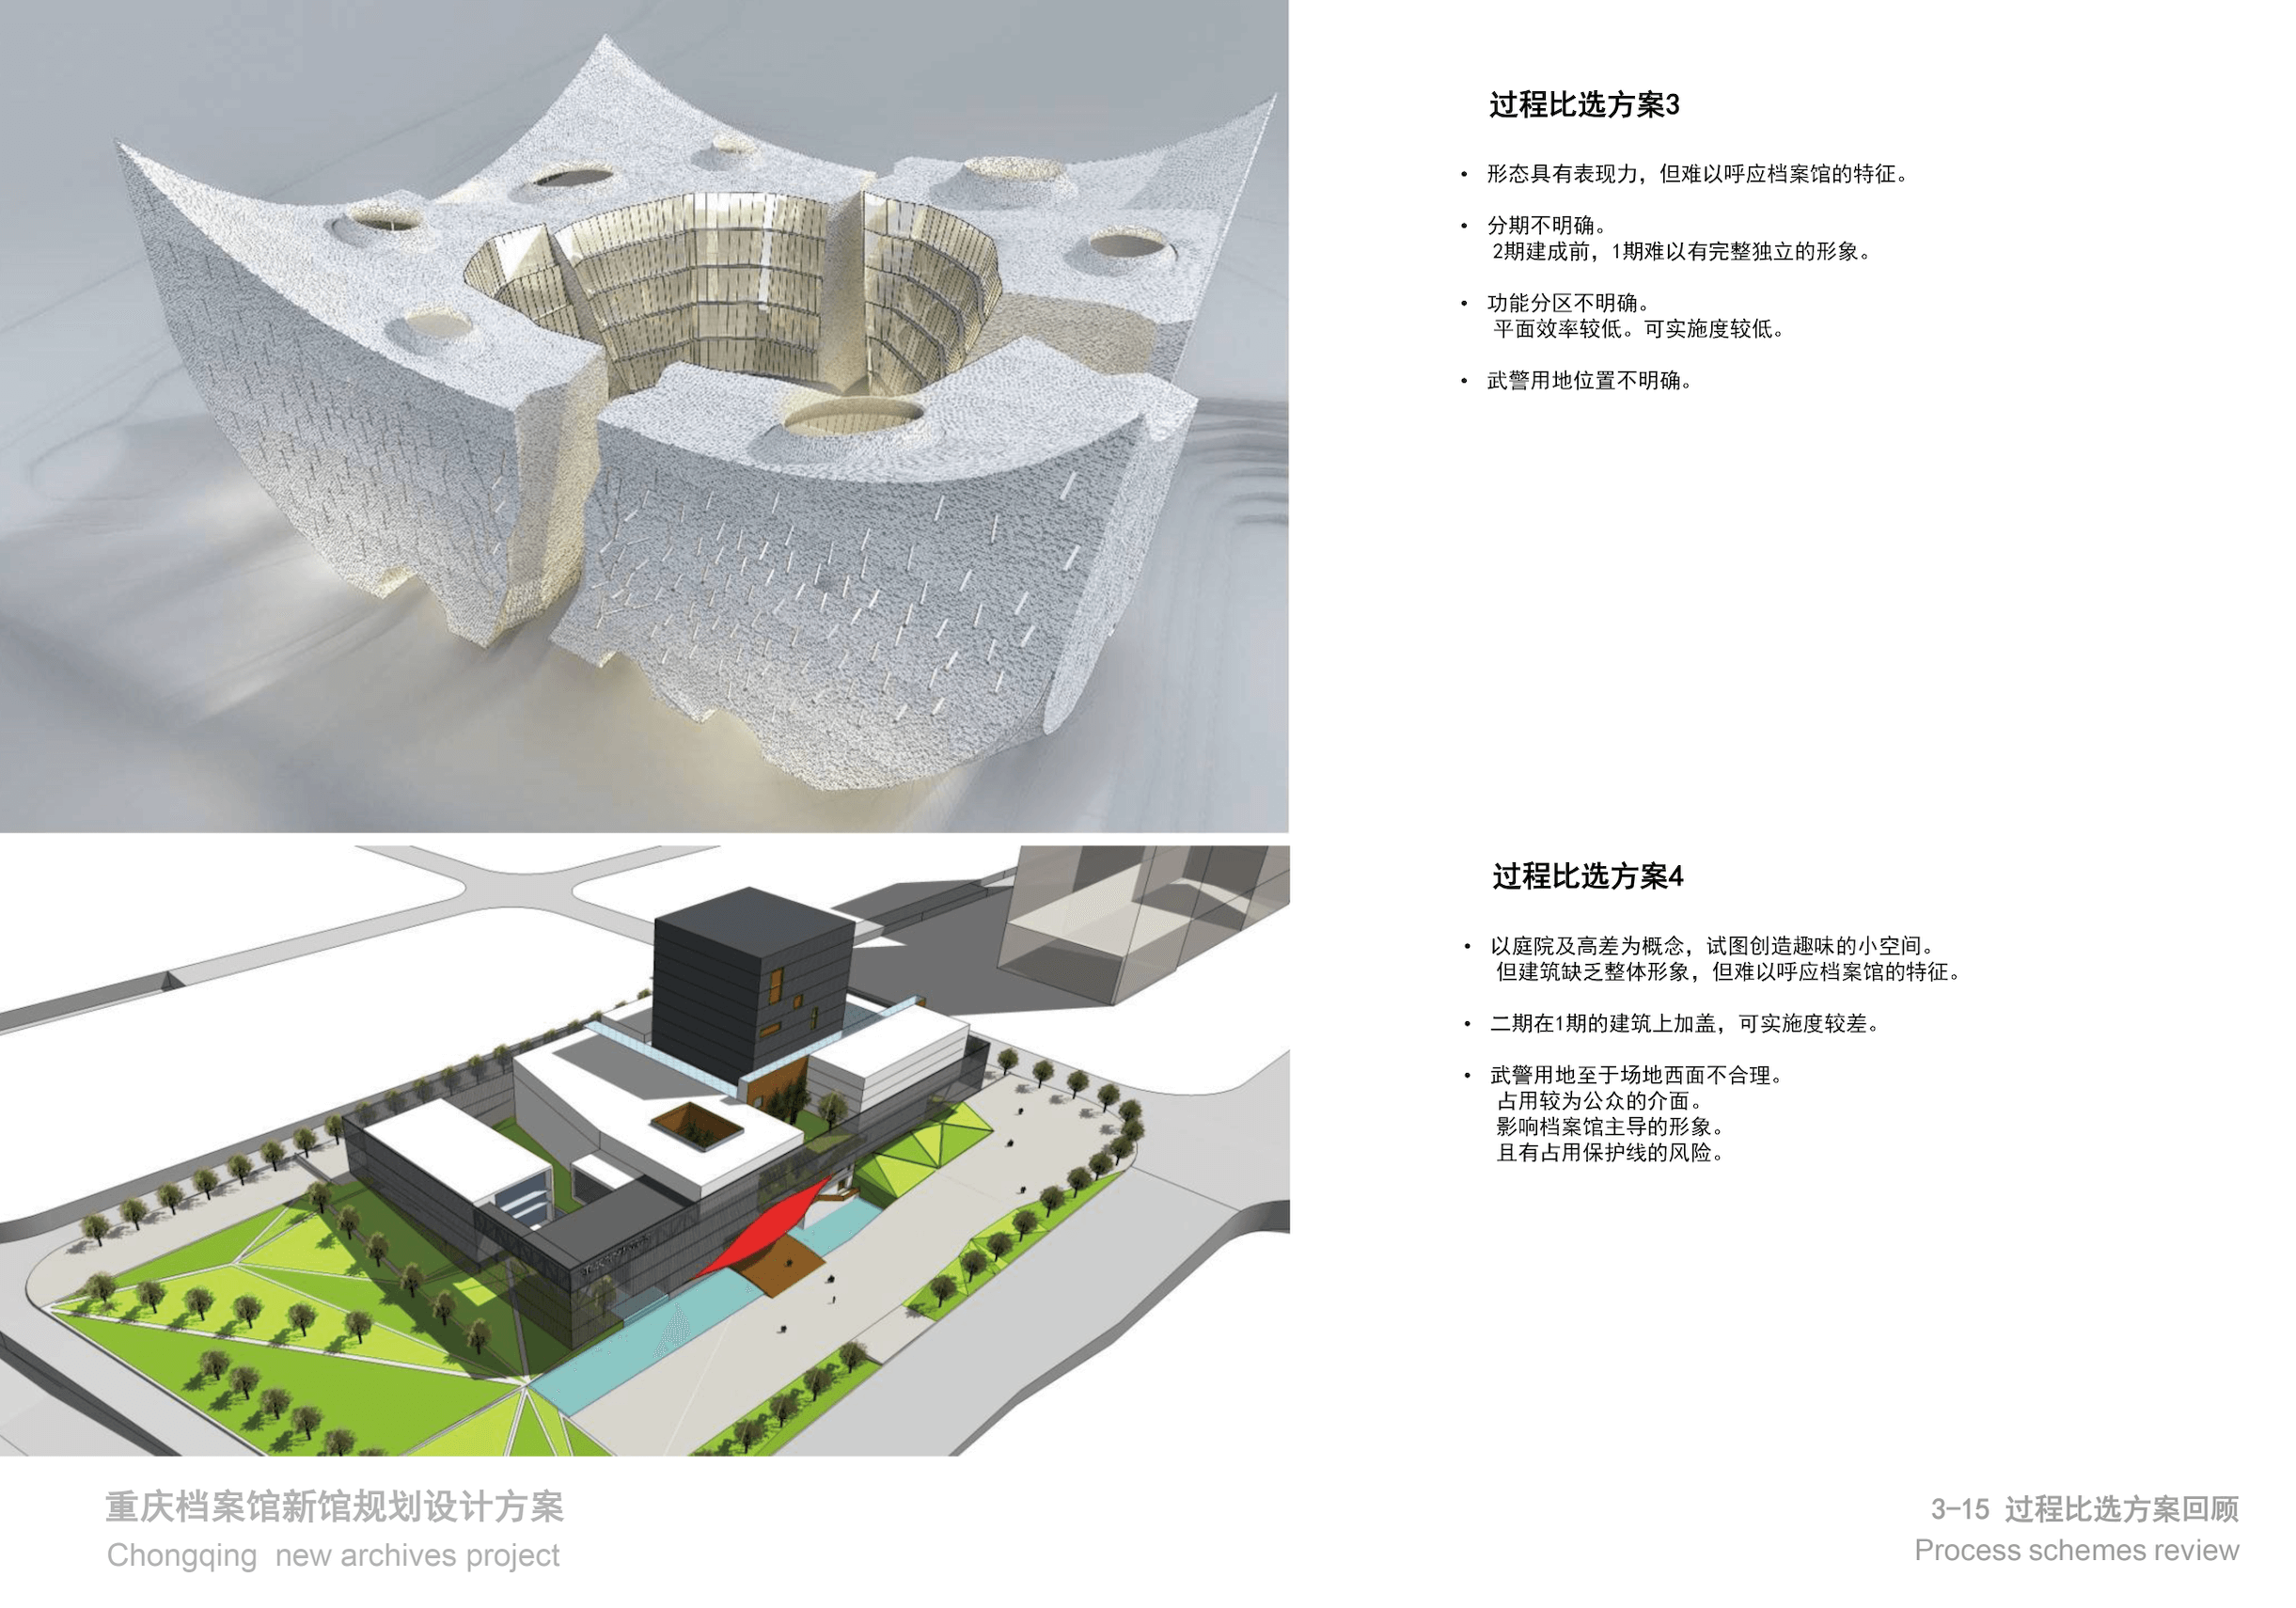 过程比选方案3
• 形态具有表现力，但难以呼应档案馆的特征。
• 分期不明确。
2期建成前，1期难以有完整独立的形象。
• 功能分区不明确。
平面效率较低。可实施度较低。
• 武警用地位置不明确。
过程比选方案4
• 以庭院及高差为概念，试图创造趣味的小空间。
但建筑缺乏整体形象，但难以呼应档案馆的特征。
• 二期在1期的建筑上加盖，可实施度较差。
• 武警用地至于场地西面不合理。
占用较为公众的介面。
影响档案馆主导的形象。
且有占用保护线的风险。
重庆档案馆新馆规划设计方案
Chongqing new archives project
3-15 过程比选方案回顾
Process schemes review